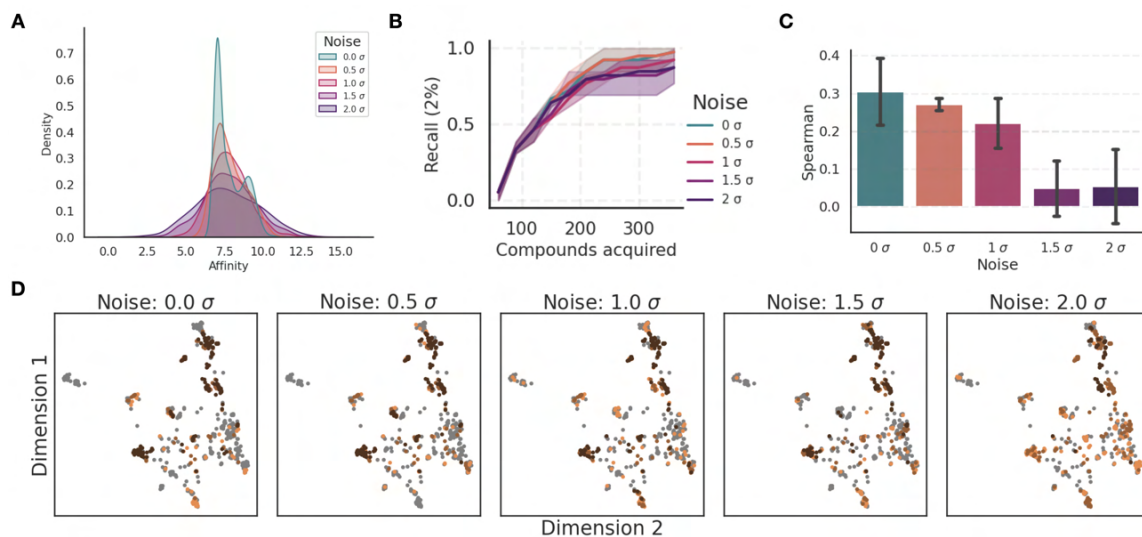 A
Density
0.7
0.6
0.5
0.4
0.3
0.2
0.1
0.0
0.0 2.5 5.0 7.5 10.0 12.5 15.0
Affinity
Noise
0.0 σ
0.5 σ
1.0 σ
1.5 σ
2.0 σ
B
Recall (2%)
1.0
0.5
0.0
100 200 300
Compounds acquired
Noise
0 σ
0.5 σ
1 σ
1.5 σ
2 σ
C
Spearman
0.4
0.3
0.2
0.1
0.0
0 σ 0.5 σ 1 σ 1.5 σ 2 σ
Noise
D
Noise: 0.0 σ Noise: 0.5 σ Noise: 1.0 σ Noise: 1.5 σ Noise: 2.0 σ
Dimension 1
Dimension 2